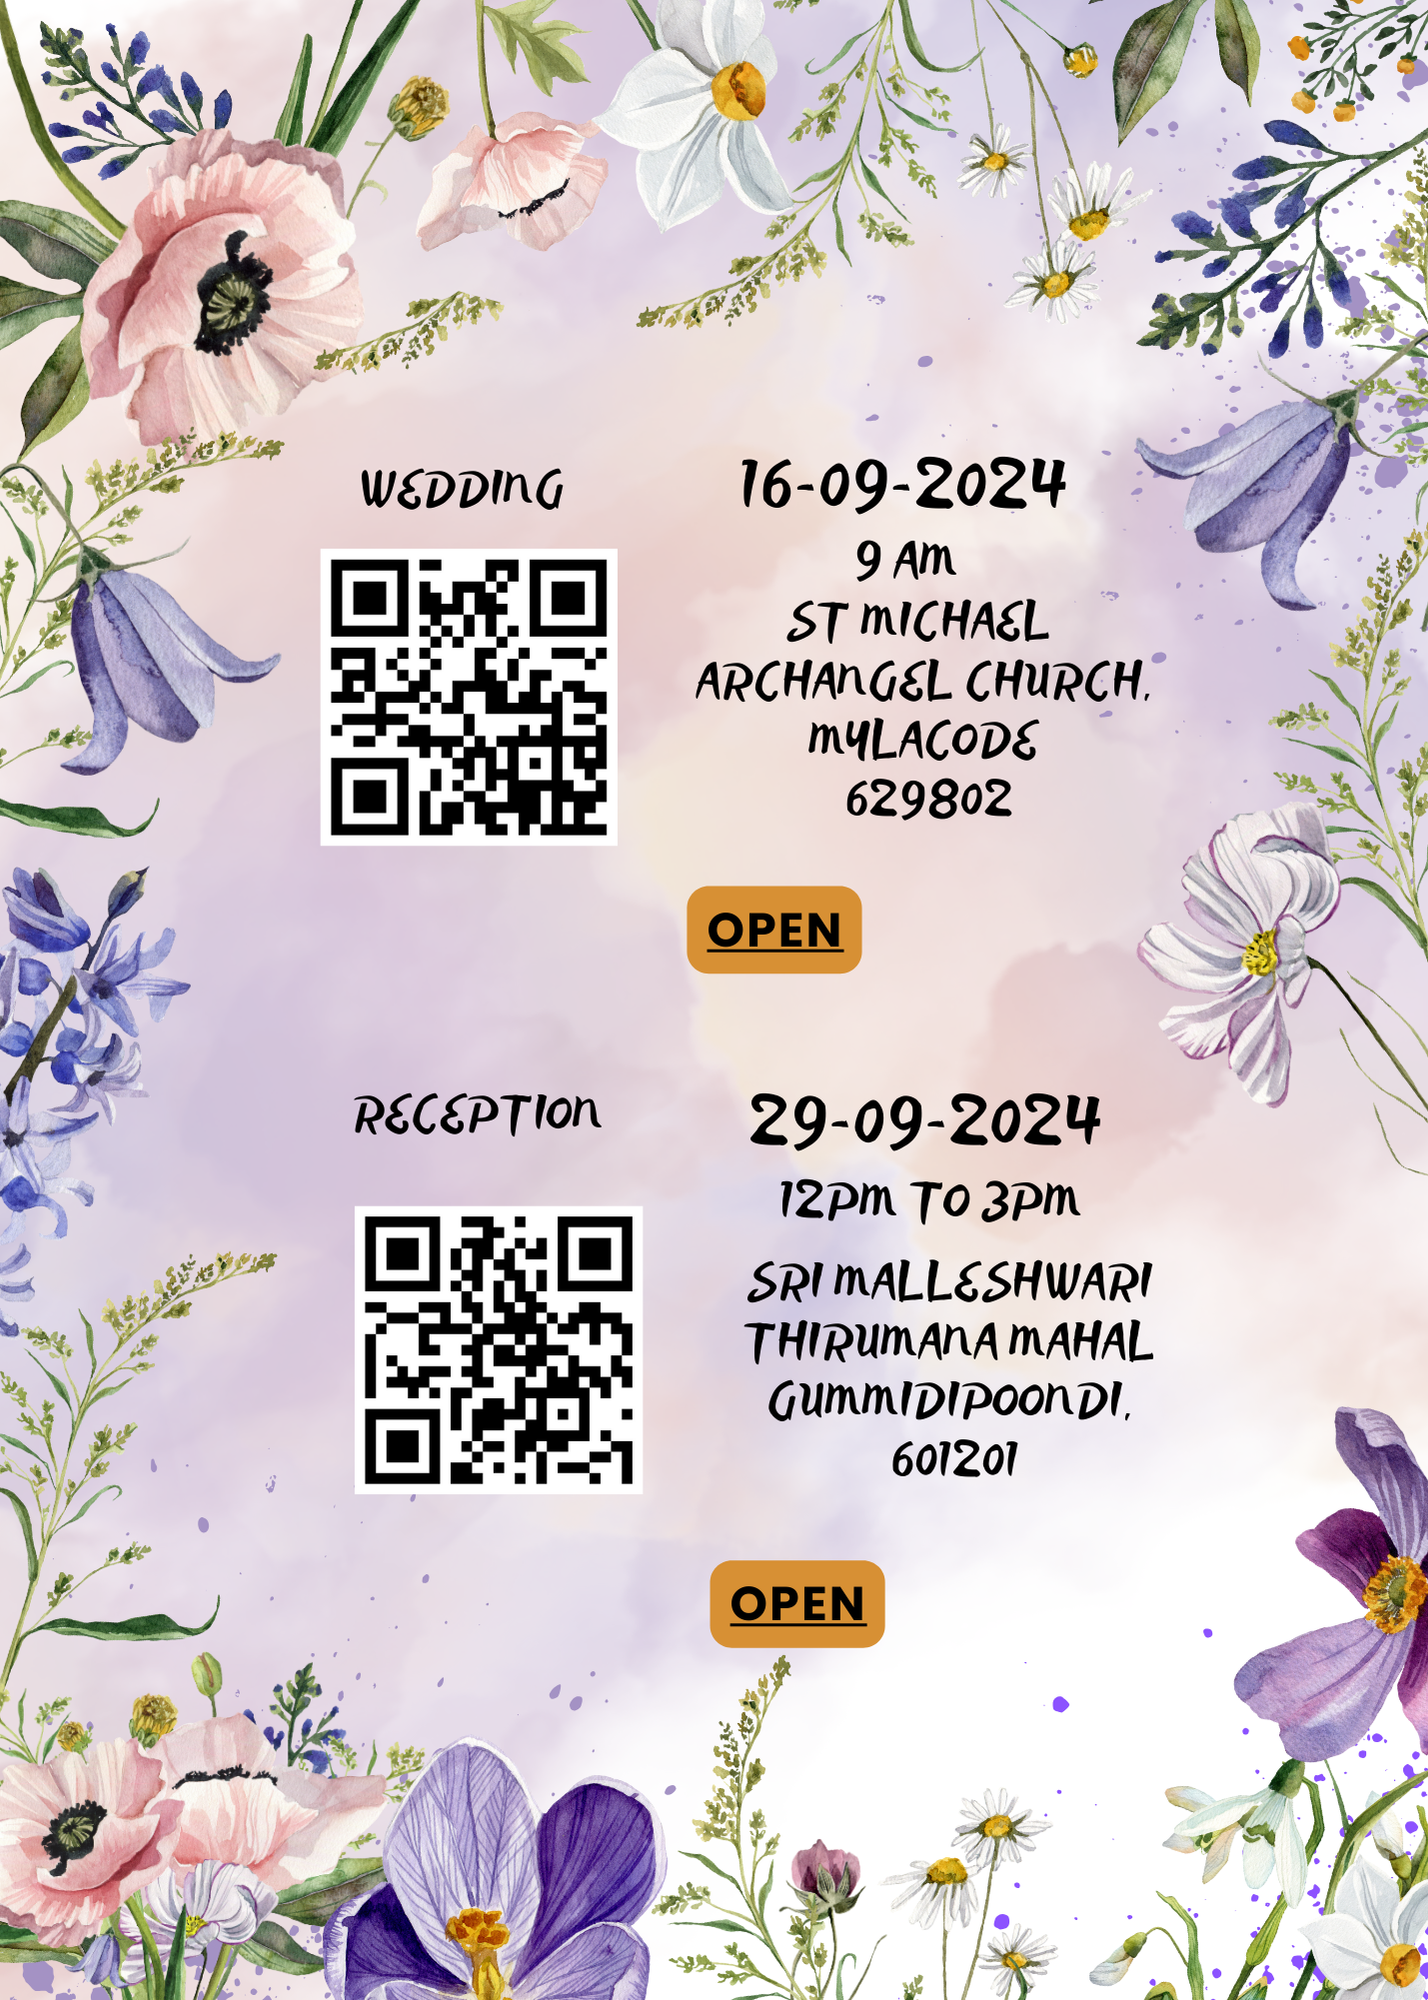 WEDDING
16-09-2024
9 AM
ST MICHAEL
ARCHANGEL CHURCH,
MYLACODE
629802
OPEN
RECEPTION
29-09-2024
12PM TO 3PM
SRI MALLESHWARI
THIRUMANA MAHAL
GUMMIDIPOONDI,
601201
OPEN